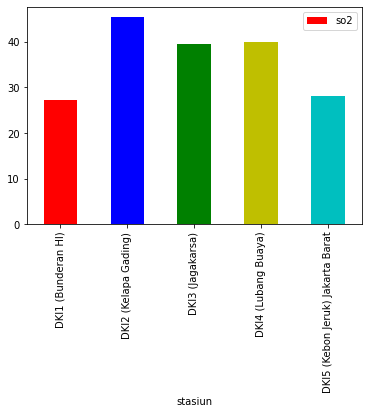 so2
40
30
20
10
0
DKI1 (Bunderan HI)
DKI2 (Kelapa Gading)
DKI3 (Jagakarsa)
DKI4 (Lubang Buaya)
DKI5 (Kebon Jeruk) Jakarta Barat
stasiun